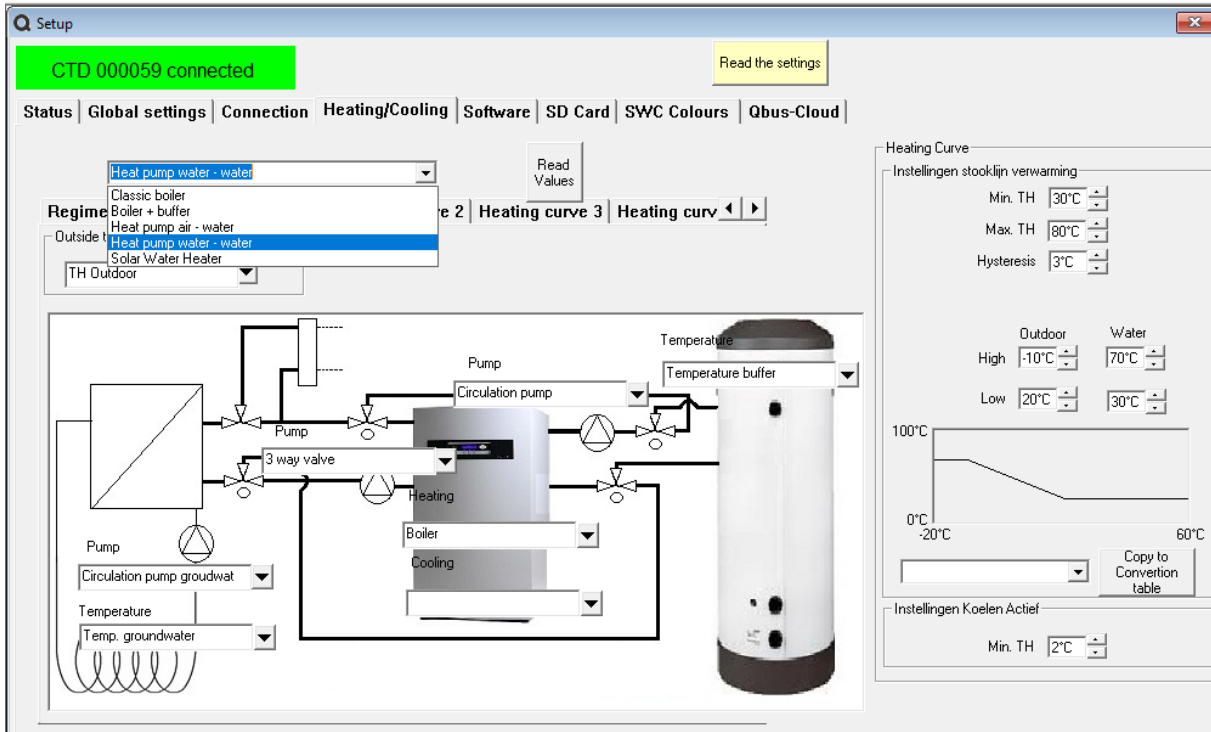 Setup
CTD 000059 connected
Read the settings
Status Global settings Connection Heating/Cooling Software SD Card SWC Colours Qbus-Cloud
Heat pump water - water
Read
Values
Classic boiler
Boiler + buffer
Heat pump air - water
Heat pump water - water
Solar Water Heater
Regime e 2 Heating curve 3 Heating curv
Outside t
TH Outdoor
Temperature
Temperature buffer
Pump
Circulation pump
Pump
3 way valve
Heating
Boiler
Cooling
Pump
Circulation pump groudwat
Temperature
Temp. groundwater
Heating Curve
Instellingen stooklijn verwarming
Min. TH 30°C
Max. TH 80°C
Hysteresis 3°C
Outdoor Water
High -10°C 70°C
Low 20°C 30°C
100°C
0°C
-20°C 60°C
Copy to
Convertion
table
Instellingen Koelen Actief
Min. TH 2°C